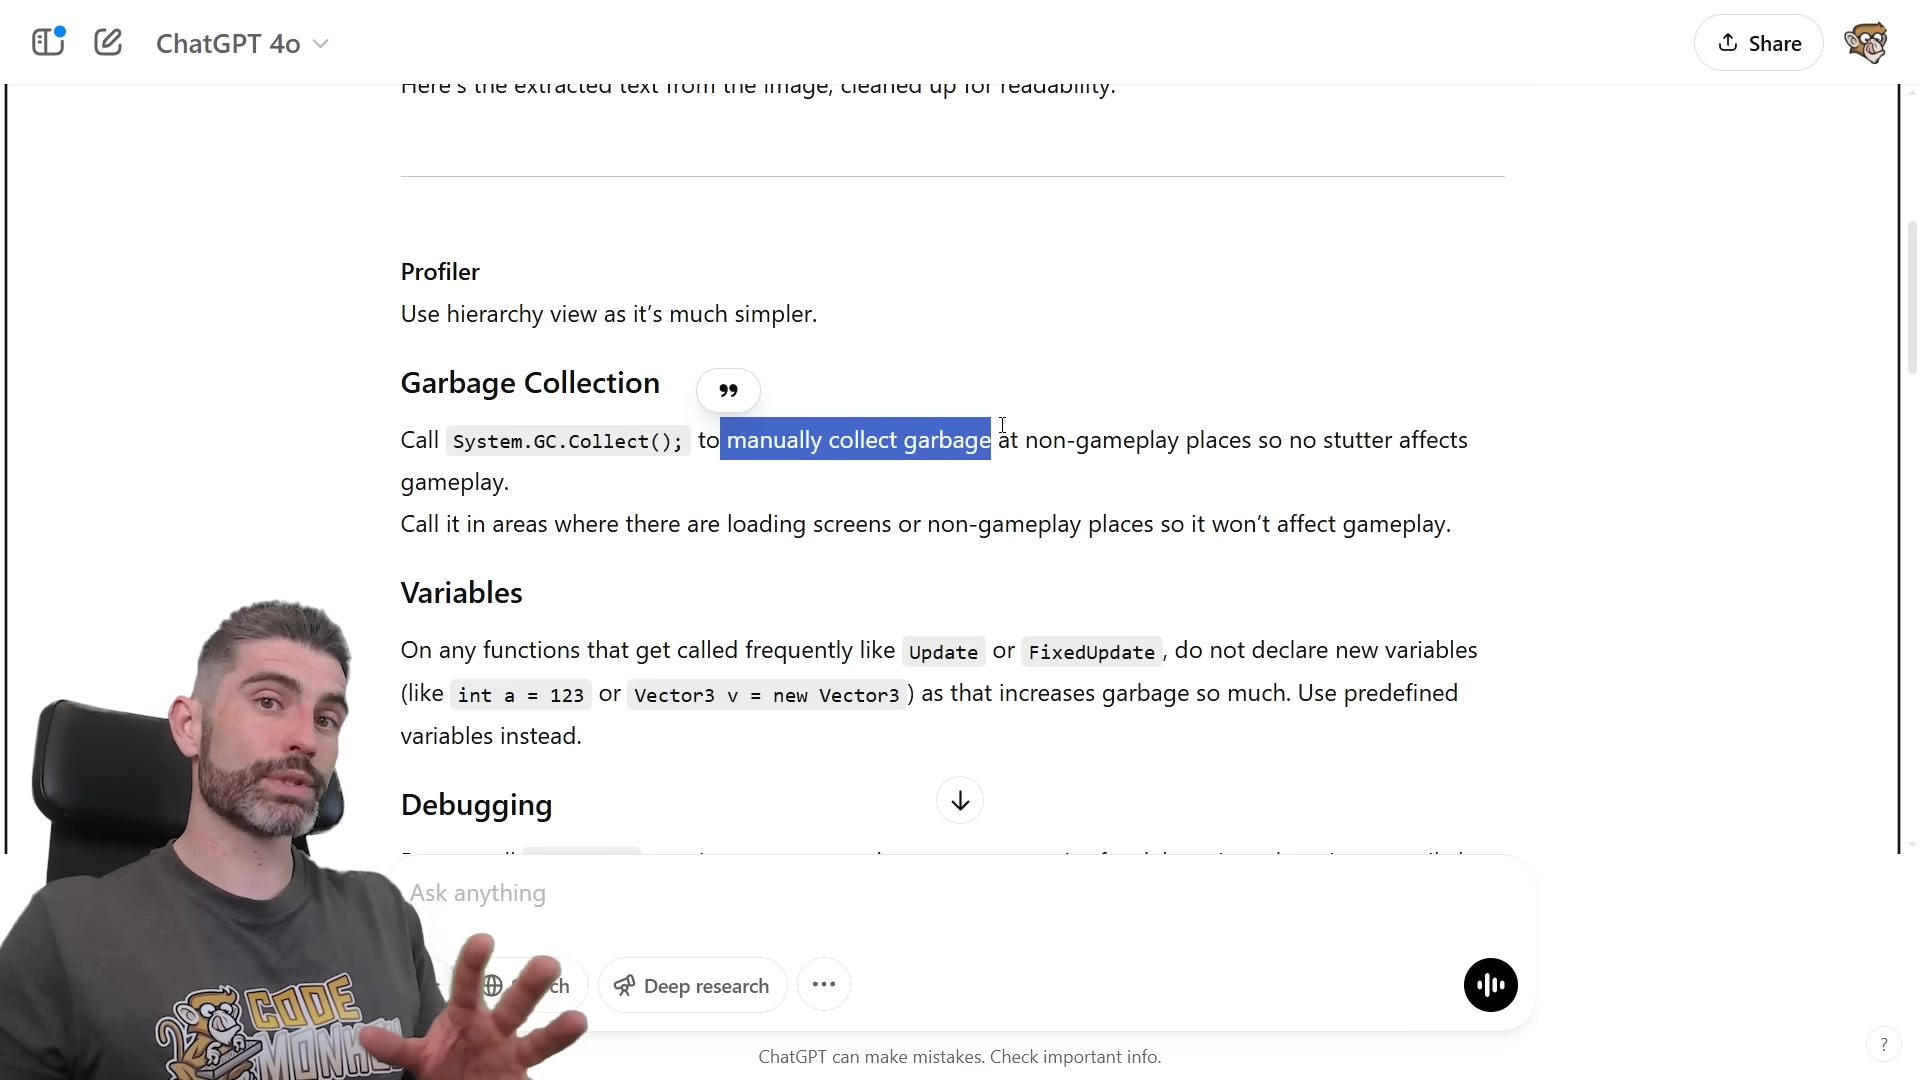 ChatGPT 4o
Share
Here's the extracted text from the image, cleaned up for readability.
Profiler
Use hierarchy view as it’s much simpler.
Garbage Collection
Call System.GC.Collect(); to manually collect garbage at non-gameplay places so no stutter affects
gameplay.
Call it in areas where there are loading screens or non-gameplay places so it won’t affect gameplay.
Variables
On any functions that get called frequently like Update or FixedUpdate, do not declare new variables
(like int a = 123 or Vector3 v = new Vector3) as that increases garbage so much. Use predefined
variables instead.
Debugging
Ask anything
Deep research
CODE
MONKEY
ChatGPT can make mistakes. Check important info.
?